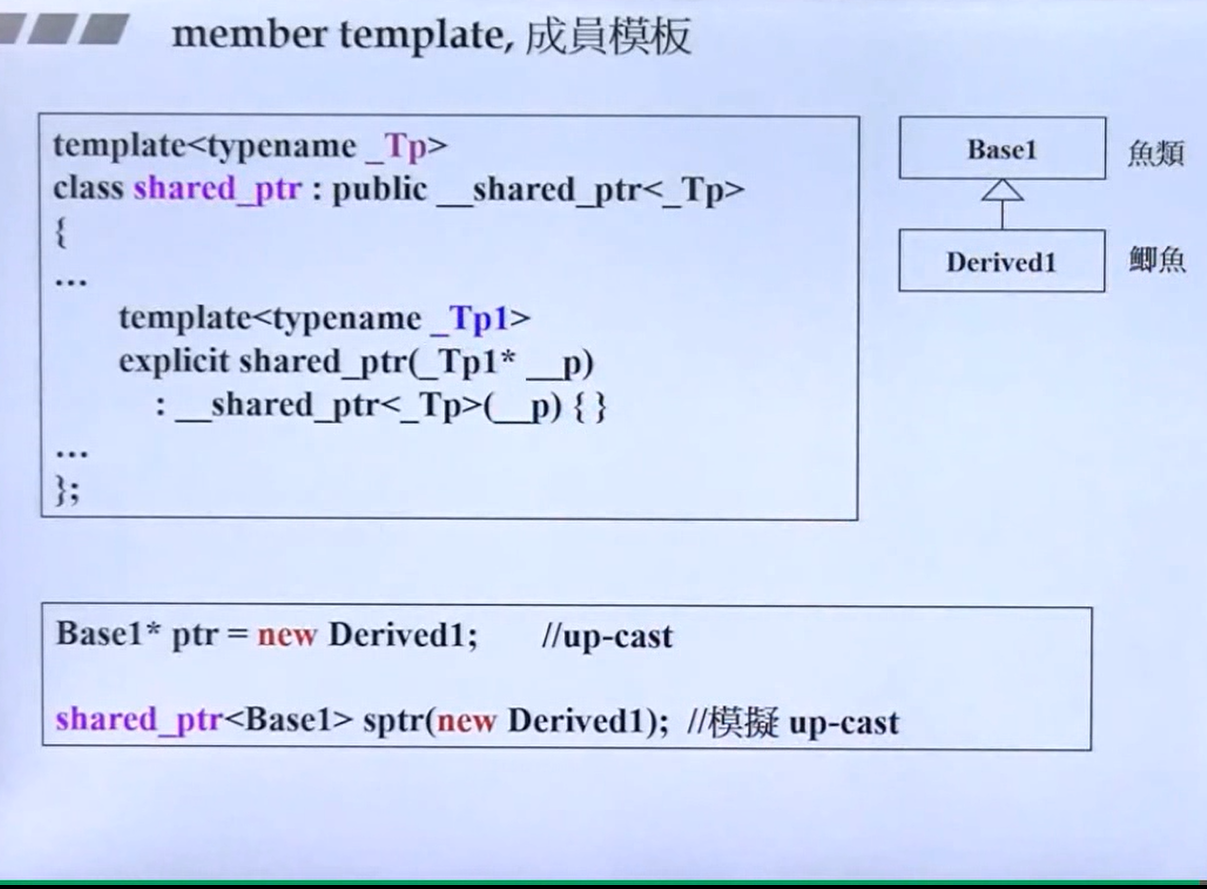 member template, 成員模板
template<typename _Tp>
class shared_ptr : public __shared_ptr<_Tp>
{
...
template<typename _Tp1>
explicit shared_ptr(_Tp1* __p)
: __shared_ptr<_Tp>(__p) { }
...
};
Base1
魚類
Derived1
鯽魚
Base1* ptr = new Derived1; //up-cast
shared_ptr<Base1> sptr(new Derived1); //模擬 up-cast